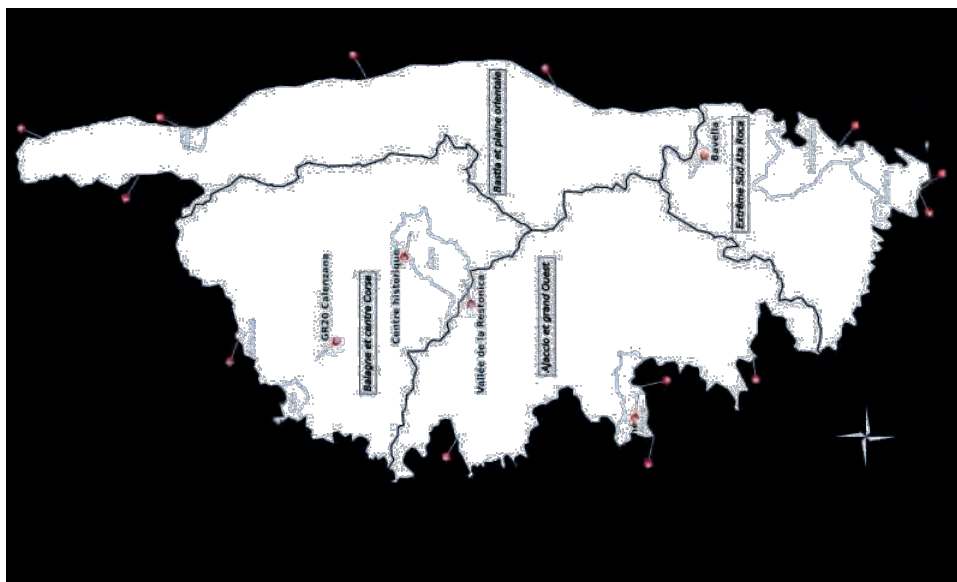 GR20 Calenzana
Balagne et centre Corse
Centre historique
Vallée de la Restonica
Bastia et plaine orientale
Ajaccio et grand Ouest
Bavella
Extrême Sud Alta Roca